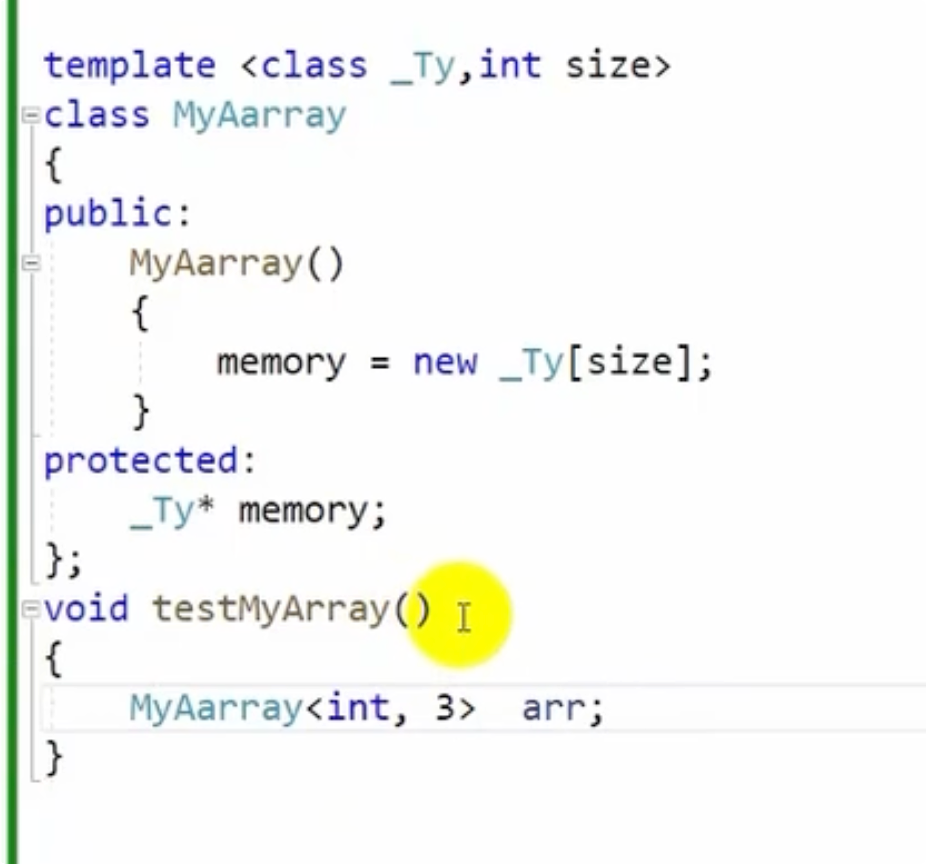 template <class _Ty,int size>
class MyAarray
{
public:
    MyAarray()
    {
        memory = new _Ty[size];
    }
protected:
    _Ty* memory;
};
void testMyArray()
{
    MyAarray<int, 3>  arr;
}